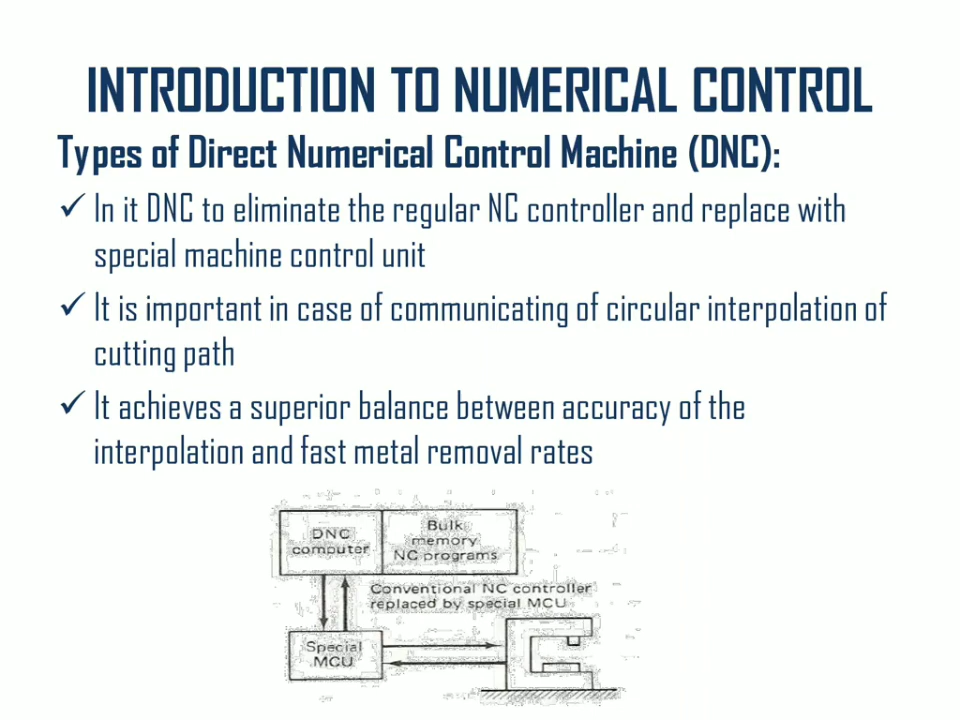 INTRODUCTION TO NUMERICAL CONTROL
Types of Direct Numerical Control Machine (DNC):
✓ In it DNC to eliminate the regular NC controller and replace with
special machine control unit
✓ It is important in case of communicating of circular interpolation of
cutting path
✓ It achieves a superior balance between accuracy of the
interpolation and fast metal removal rates
DNC
computer
Bulk
memory
NC programs
Conventional NC controller
replaced by special MCU
Special
MCU